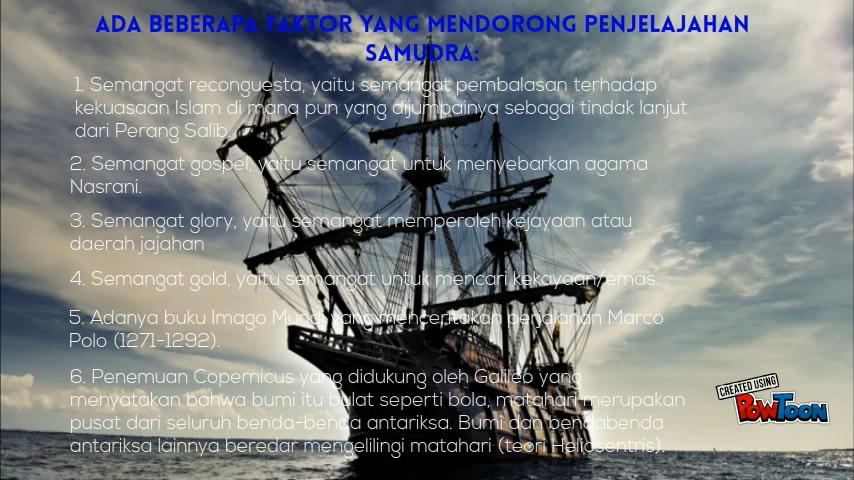 ADA BEBERAPA FAKTOR YANG MENDORONG PENJELAJAHAN
SAMUDRA:
1. Semangat reconguesta, yaitu semangat pembalasan terhadap
kekuasaan Islam di mana pun yang dijumpainya sebagai tindak lanjut
dari Perang Salib.
2. Semangat gospel, yaitu semangat untuk menyebarkan agama
Nasrani.
3. Semangat glory, yaitu semangat memperoleh kejayaan atau
daerah jajahan
4. Semangat gold, yaitu semangat untuk mencari kekayaan/emas.
5. Adanya buku Imago Mundi yang menceritakan perjalanan Marco
Polo (1271-1292).
6. Penemuan Copernicus yang didukung oleh Galileo yang
menyatakan bahwa bumi itu bulat seperti bola, matahari merupakan
pusat dari seluruh benda-benda antariksa. Bumi dan bendabenda
antariksa lainnya beredar mengelilingi matahari (teori Heliosentris).
CREATED USING
POWTOON